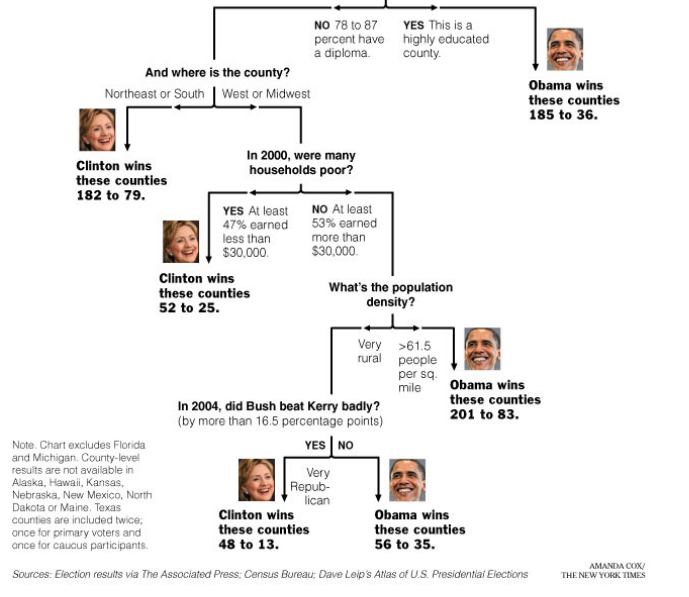 NO 78 to 87
percent have
a diploma.
YES This is a
highly educated
county.
Obama wins
these counties
185 to 36.
And where is the county?
Northeast or South
West or Midwest
Clinton wins
these counties
182 to 79.
In 2000, were many
households poor?
YES At least
47% earned
less than
$30,000.
NO At least
53% earned
more than
$30,000.
Clinton wins
these counties
52 to 25.
What's the population
density?
Very
rural
>61.5
people
per sq.
mile
Obama wins
these counties
201 to 83.
In 2004, did Bush beat Kerry badly?
(by more than 16.5 percentage points)
YES
NO
Very
Repub-
lican
Clinton wins
these counties
48 to 13.
Obama wins
these counties
56 to 35.
Note. Chart excludes Florida
and Michigan. County-level
results are not available in
Alaska, Hawaii, Kansas,
Nebraska, New Mexico, North
Dakota or Maine. Texas
counties are included twice;
once for primary voters and
once for caucus participants.
Sources: Election results via The Associated Press; Census Bureau; Dave Leip's Atlas of U.S. Presidential Elections
AMANDA COX/
THE NEW YORK TIMES